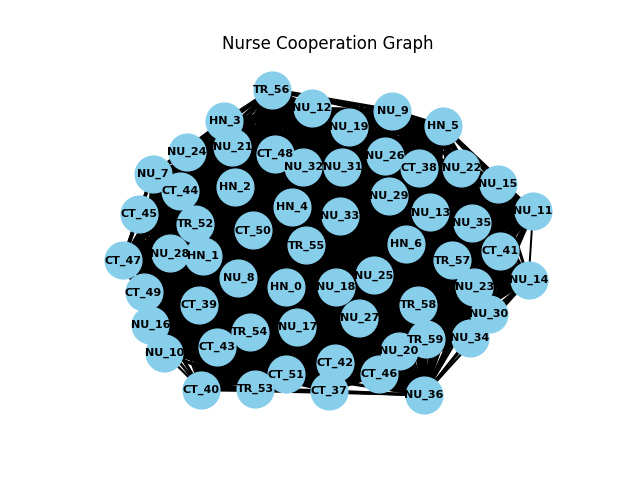 Nurse Cooperation Graph
TR_56
NU_12
NU_9
HN_3
NU_19
HN_5
NU_24
NU_21
CT_48
NU_32
NU_31
NU_26
CT_38
NU_22
NU_7
CT_44
HN_2
NU_29
NU_15
CT_45
TR_52
HN_4
NU_33
NU_13
NU_35
NU_11
CT_50
TR_55
HN_6
CT_41
CT_47
NU_28
HN_1
TR_57
NU_8
NU_25
NU_14
CT_49
HN_0
NU_18
NU_23
CT_39
TR_58
NU_30
NU_16
TR_54
NU_17
NU_27
TR_59
NU_34
NU_10
CT_43
NU_20
CT_42
CT_51
CT_46
CT_40
TR_53
CT_37
NU_36